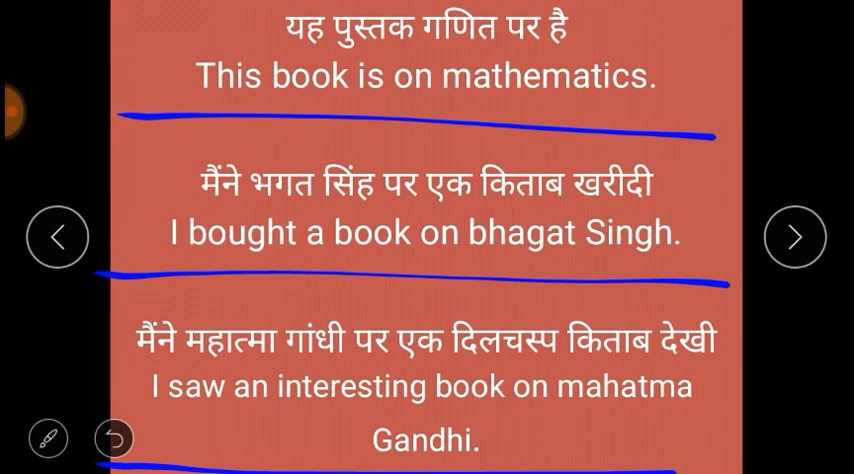 यह पुस्तक गणित पर है
This book is on mathematics.
मैंने भगत सिंह पर एक किताब खरीदी
I bought a book on bhagat Singh.
मैंने महात्मा गांधी पर एक दिलचस्प किताब देखी
I saw an interesting book on mahatma
Gandhi.